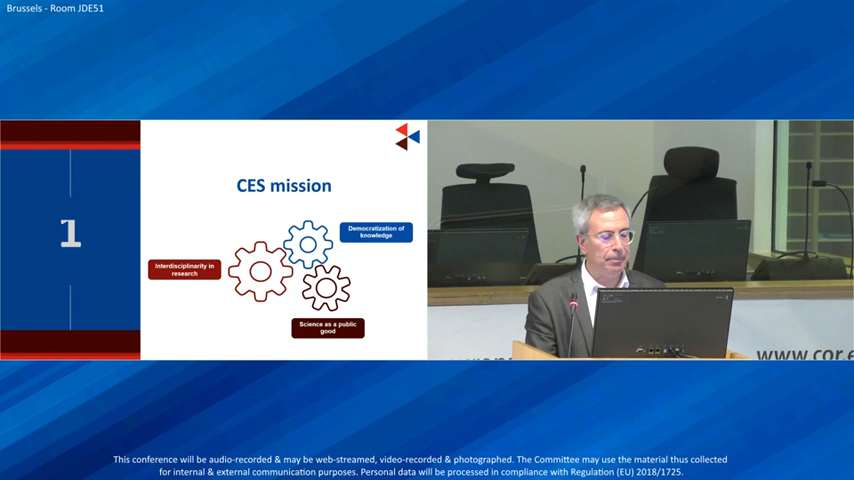 Brussels - Room JDE51
1
CES mission
Democratization of
knowledge
Interdisciplinarity in
research
Science as a public
good
www.cor.e
This conference will be audio-recorded & may be web-streamed, video-recorded & photographed. The Committee may use the material thus collected
for internal & external communication purposes. Personal data will be processed in compliance with Regulation (EU) 2018/1725.